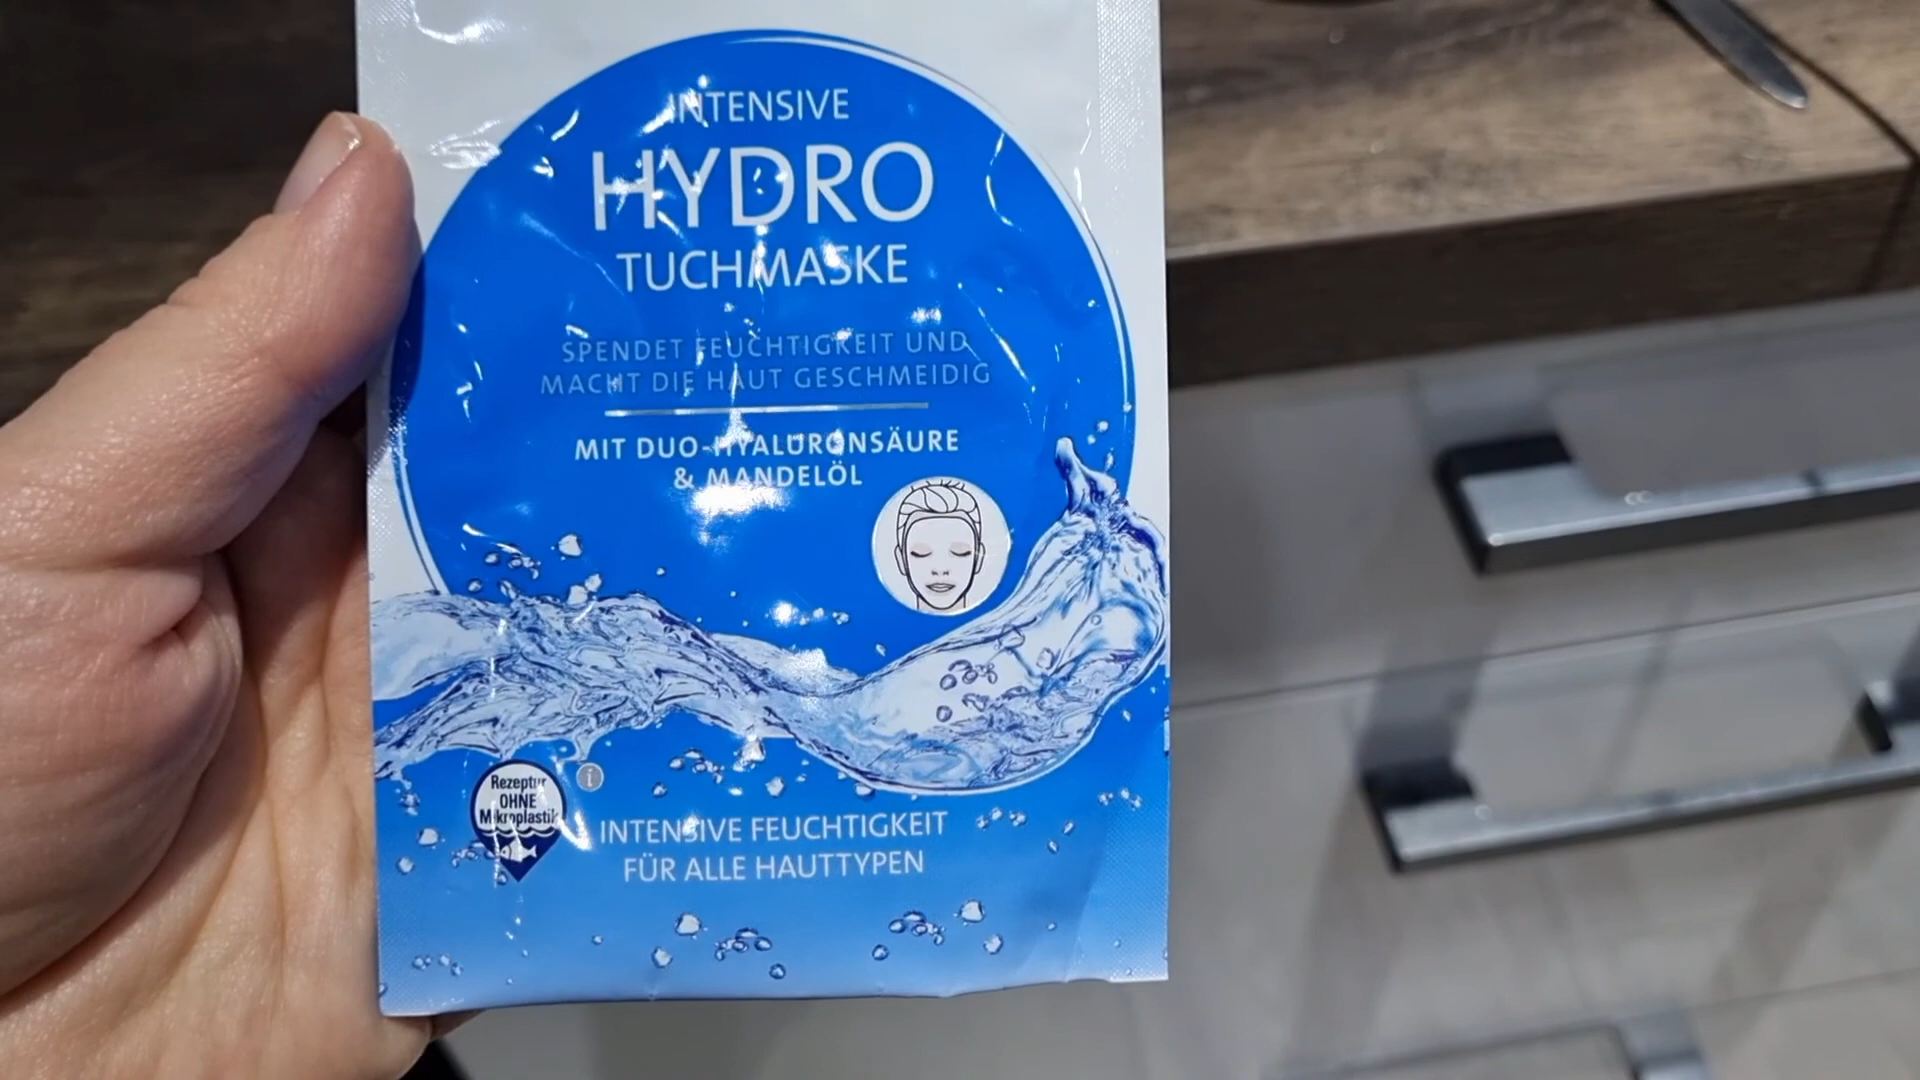 INTENSIVE
HYDRO
TUCHMASKE
SPENDET FEUCHTIGKEIT UND
MACHT DIE HAUT GESCHMEIDIG
MIT DUO-HYALURONSÄURE
& MANDELÖL
Rezeptur
OHNE
Mikroplastik
i
INTENSIVE FEUCHTIGKEIT
FÜR ALLE HAUTTYPEN